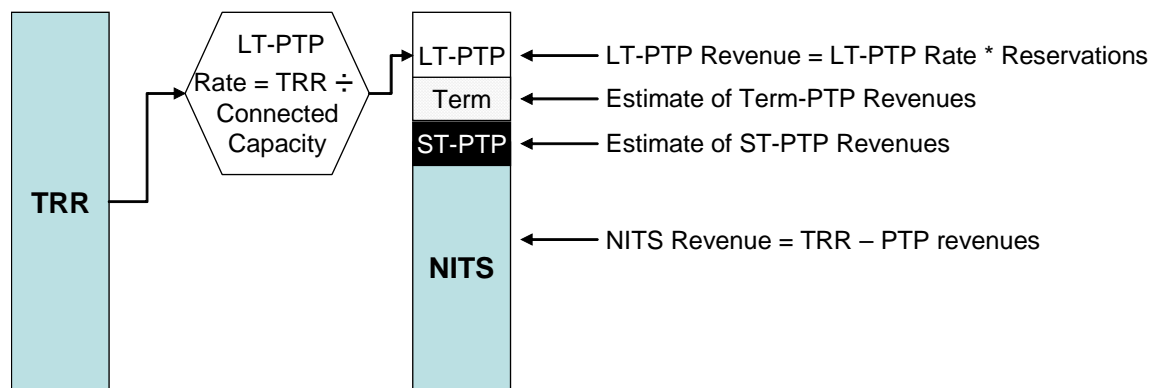 TRR
LT-PTP
Rate = TRR ÷
Connected
Capacity
LT-PTP
Term
ST-PTP
NITS
LT-PTP Revenue = LT-PTP Rate * Reservations
Estimate of Term-PTP Revenues
Estimate of ST-PTP Revenues
NITS Revenue = TRR – PTP revenues